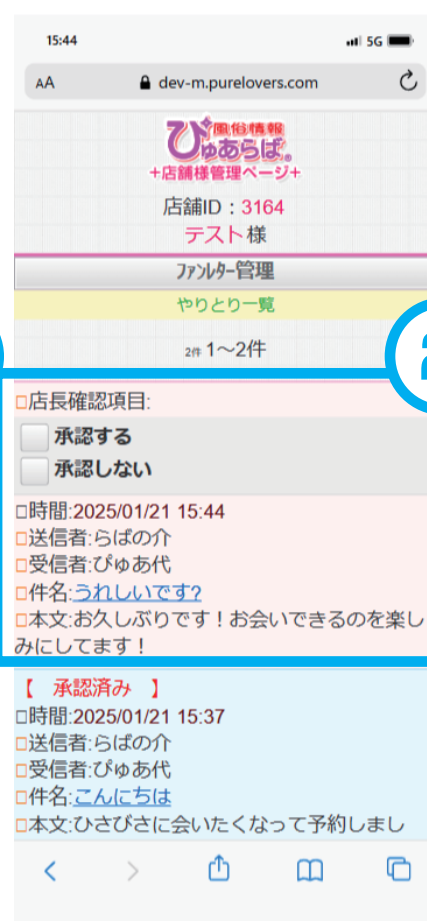 15:44
5G
AA
dev-m.purelovers.com
風俗情報
ぴゅあらば。
+店舗様管理ページ+
店舗ID：3164
テスト様
ファンレター管理
やりとり一覧
2件 1～2件
2
□店長確認項目:
承認する
承認しない
□時間:2025/01/21 15:44
□送信者:らばの介
□受信者:ぴゅあ代
□件名:うれしいです?
□本文:お久しぶりです！お会いできるのを楽し
みにしてます！
【 承認済み 】
□時間:2025/01/21 15:37
□送信者:らばの介
□受信者:ぴゅあ代
□件名:こんにちは
□本文:ひさびさに会いたくなって予約しまし